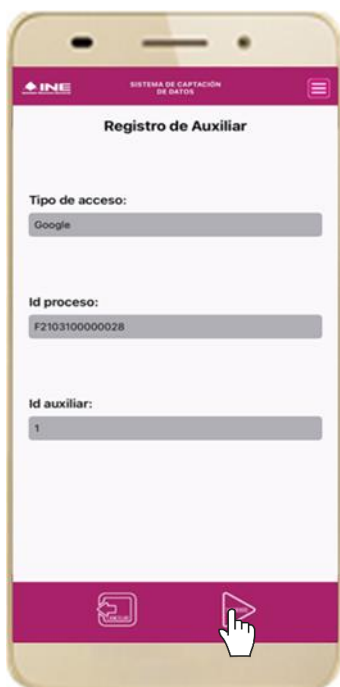 INE
SISTEMA DE CAPTACIÓN
DE DATOS
Registro de Auxiliar
Tipo de acceso:
Google
Id proceso:
F2103100000028
Id auxiliar:
1